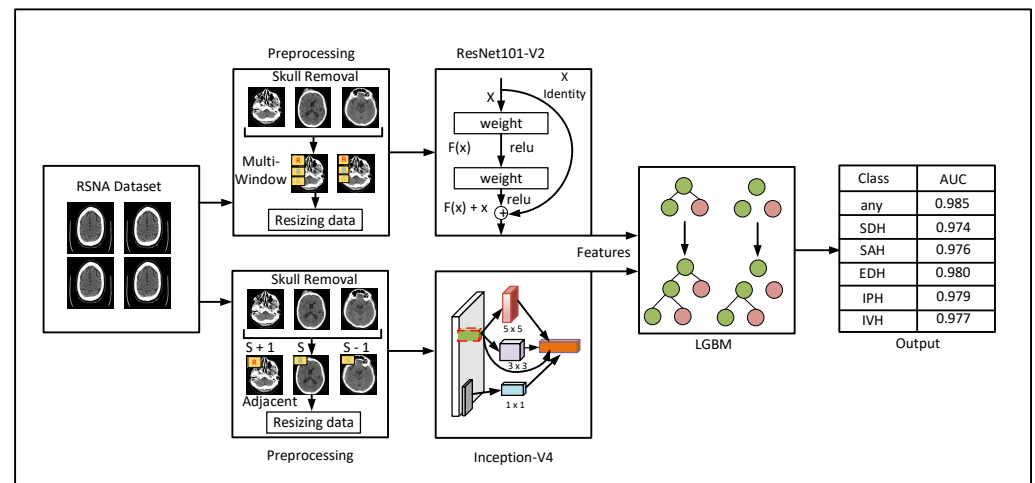 Preprocessing
Skull Removal
Multi-
Window
R
B
R
B
Resizing data
ResNet101-V2
X
Identity
X
weight
F(x)
relu
weight
relu
F(x) + x
+
RSNA Dataset
Skull Removal
S + 1
S
S - 1
R
B
Adjacent
Resizing data
Preprocessing
5 x 5
3 x 3
1 x 1
Inception-V4
Features
LGBM
Class AUC
any 0.985
SDH 0.974
SAH 0.976
EDH 0.980
IPH 0.979
IVH 0.977
Output